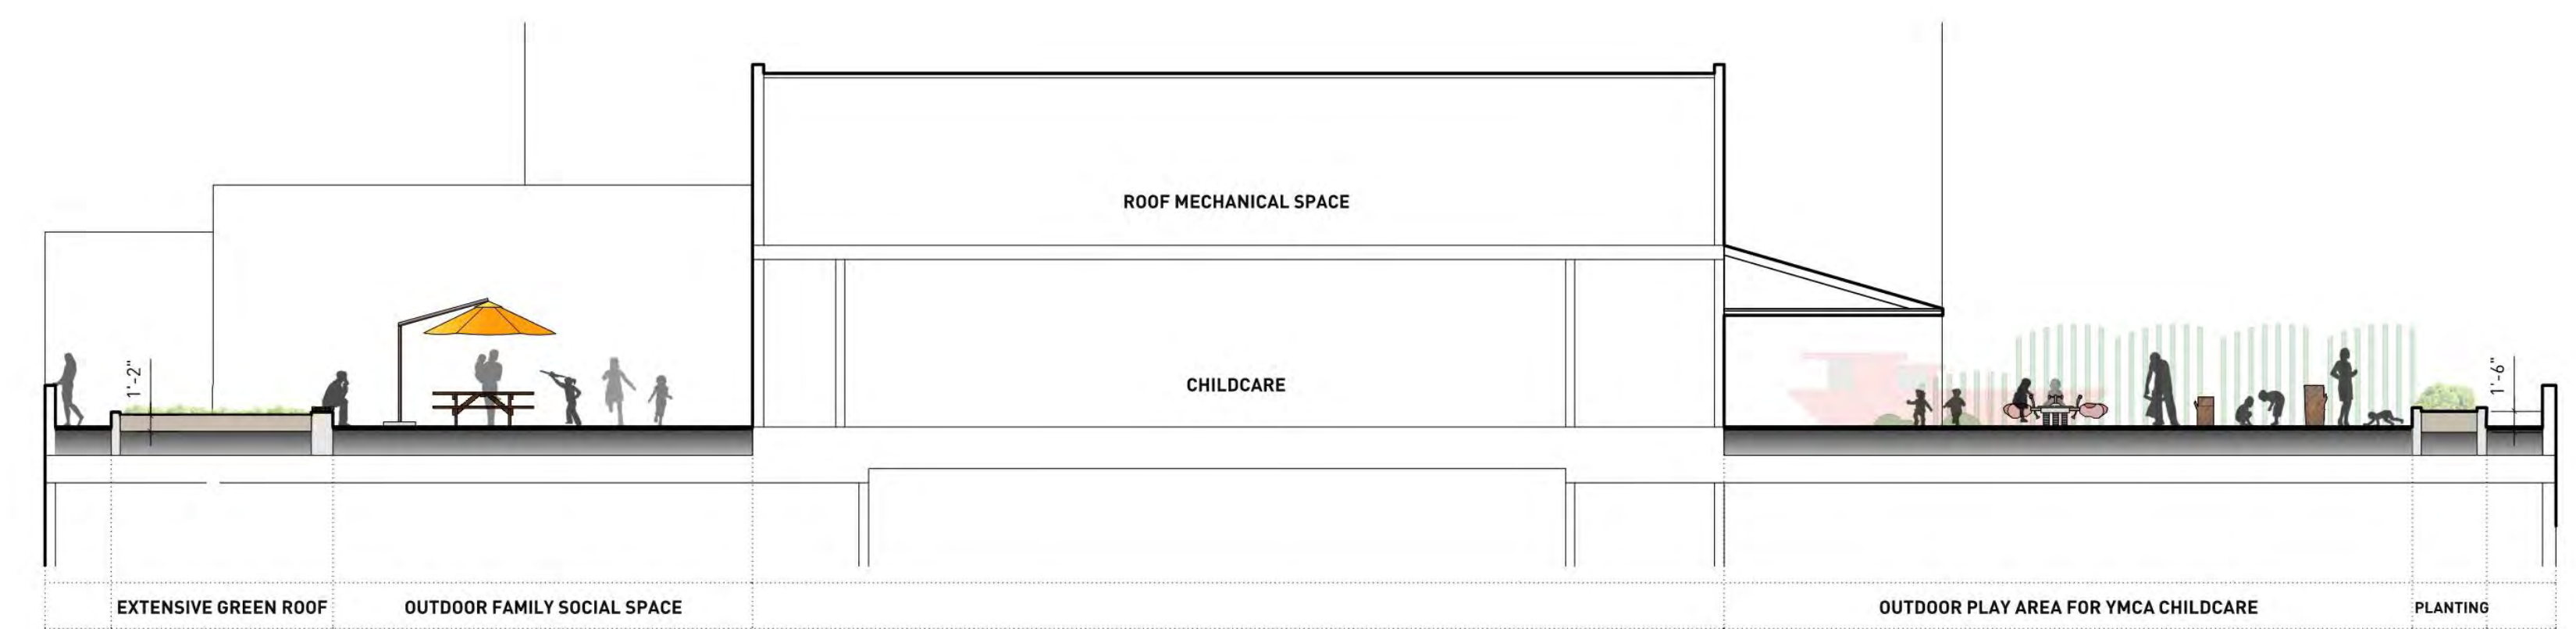 ROOF MECHANICAL SPACE
1'-2"
1'-6"
CHILDCARE
EXTENSIVE GREEN ROOF
OUTDOOR FAMILY SOCIAL SPACE
OUTDOOR PLAY AREA FOR YMCA CHILDCARE
PLANTING